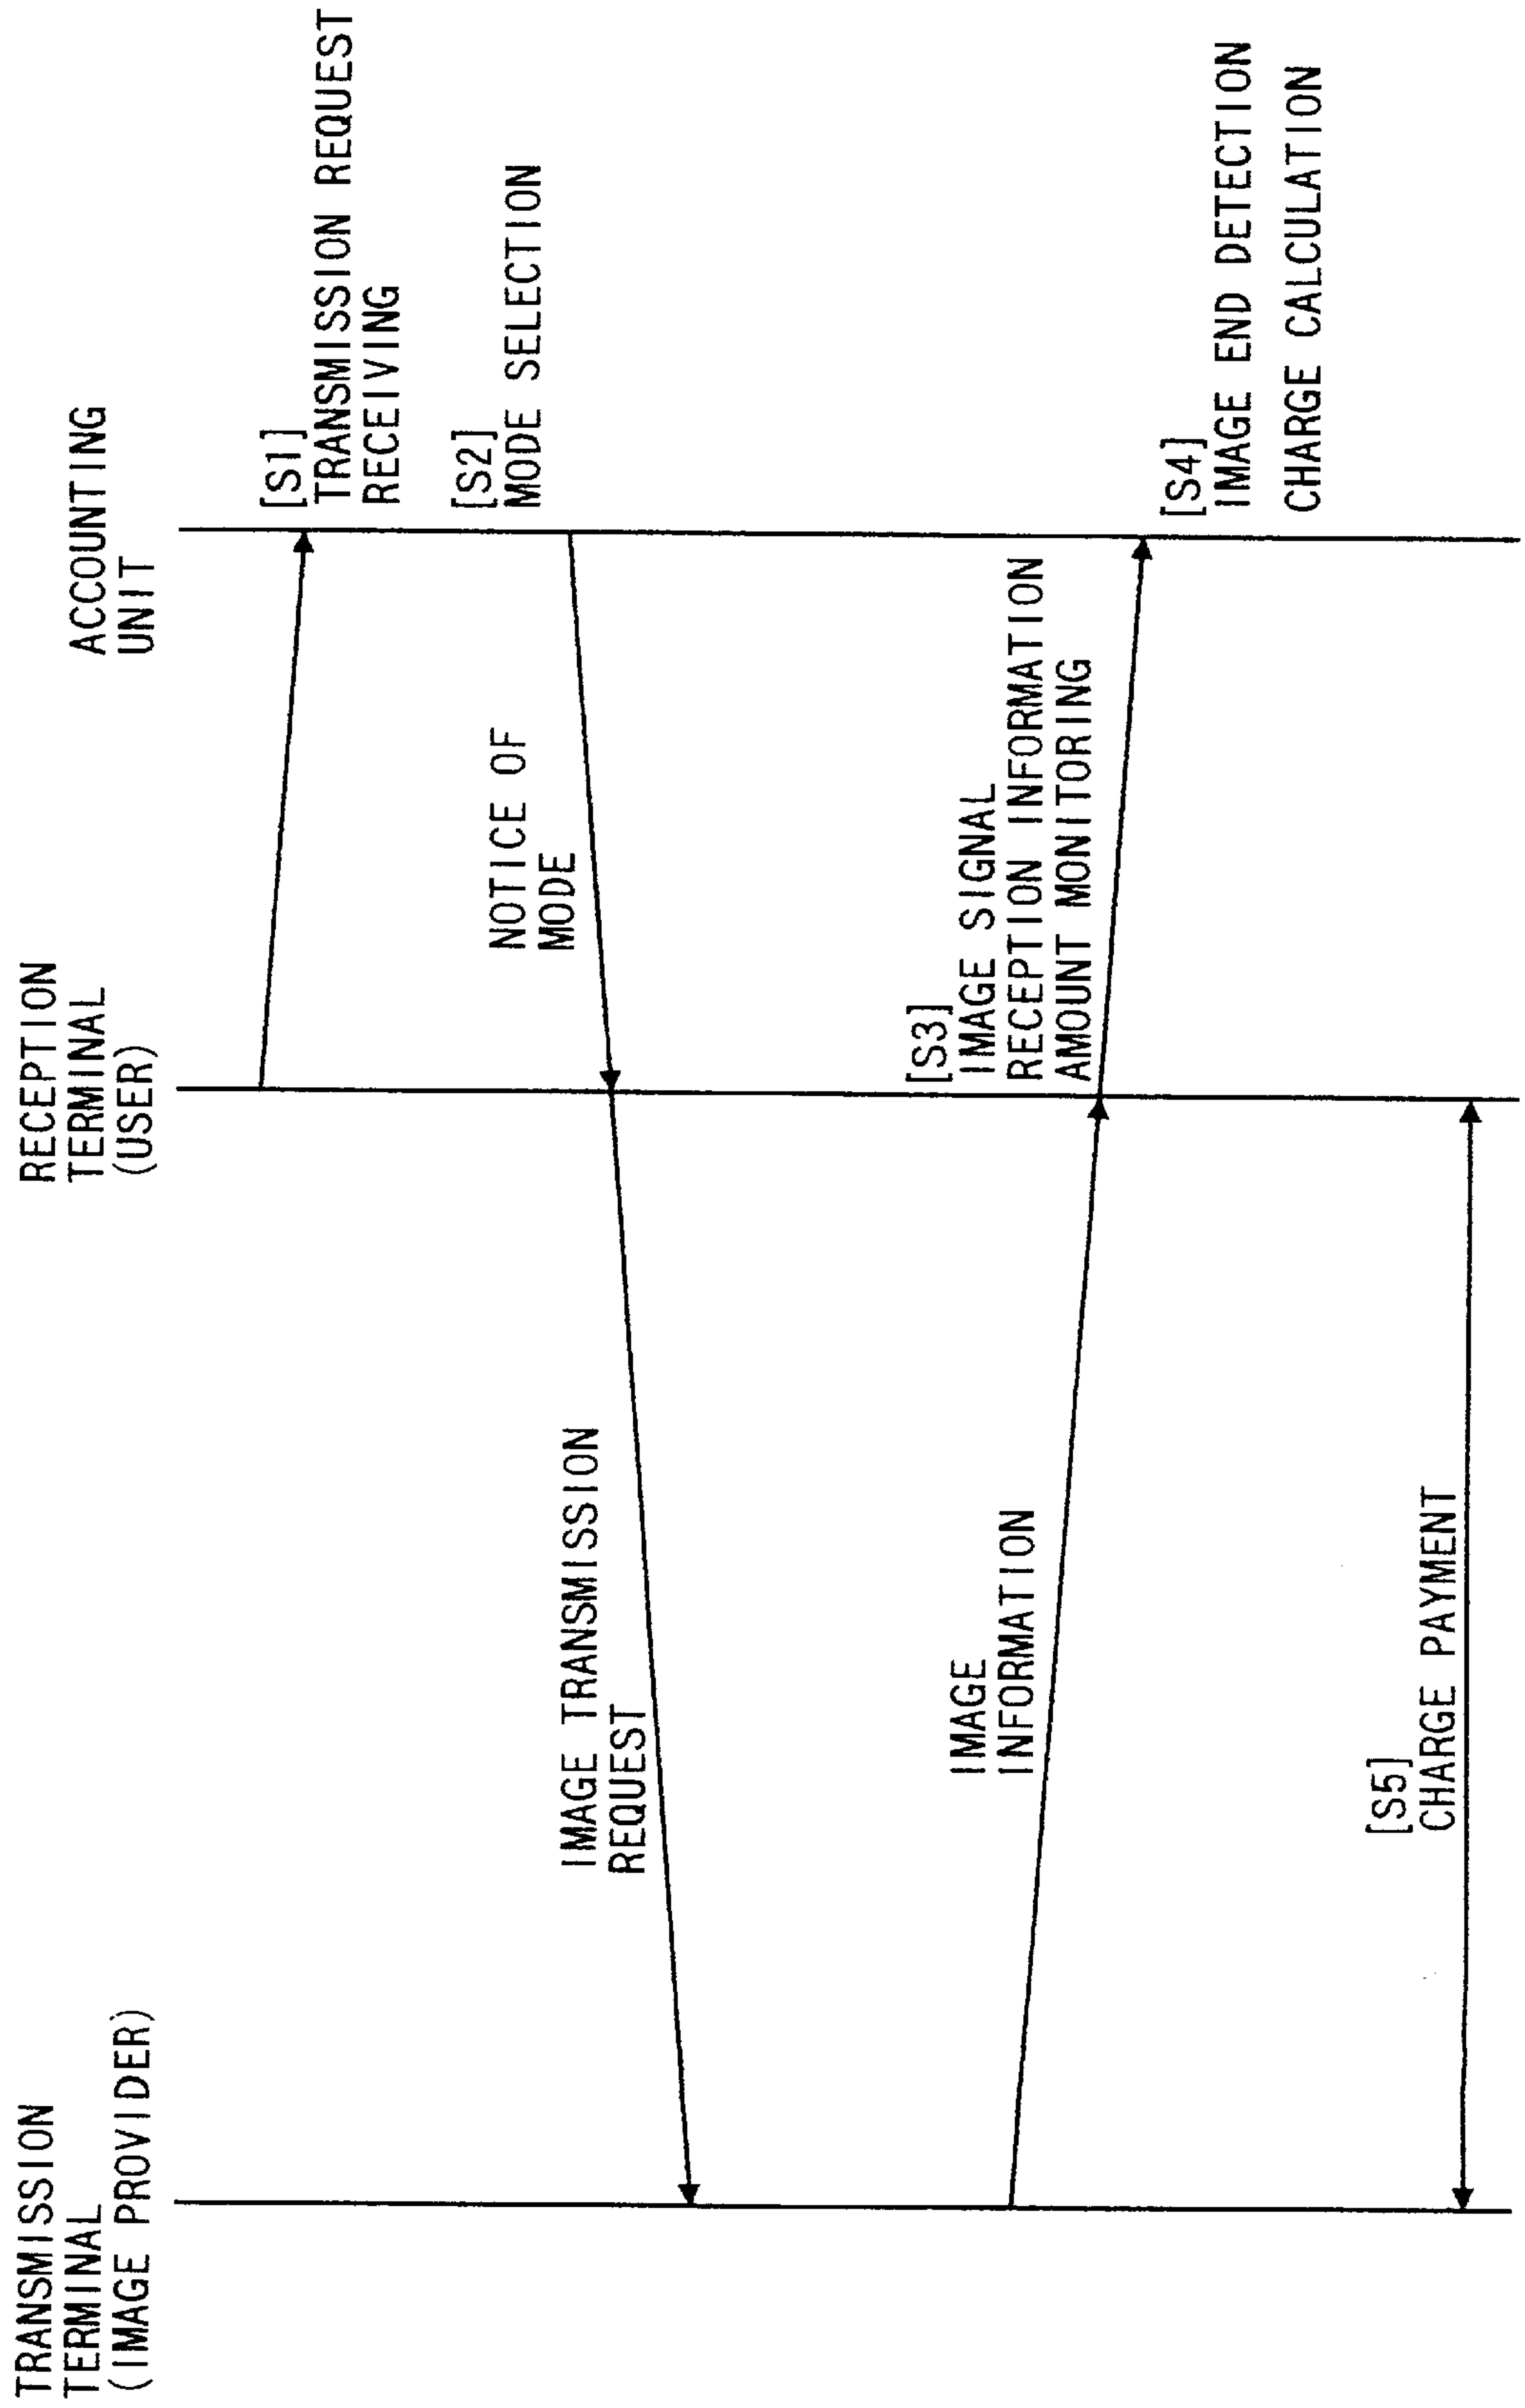 TRANSMISSION
TERMINAL
(IMAGE PROVIDER)
RECEPTION
TERMINAL
(USER)
ACCOUNTING
UNIT
[S1]
TRANSMISSION REQUEST
RECEIVING
[S2]
MODE SELECTION
NOTICE OF
MODE
IMAGE TRANSMISSION
REQUEST
IMAGE
INFORMATION
[S3]
IMAGE SIGNAL
RECEPTION INFORMATION
AMOUNT MONITORING
[S4]
IMAGE END DETECTION
CHARGE CALCULATION
[S5]
CHARGE PAYMENT